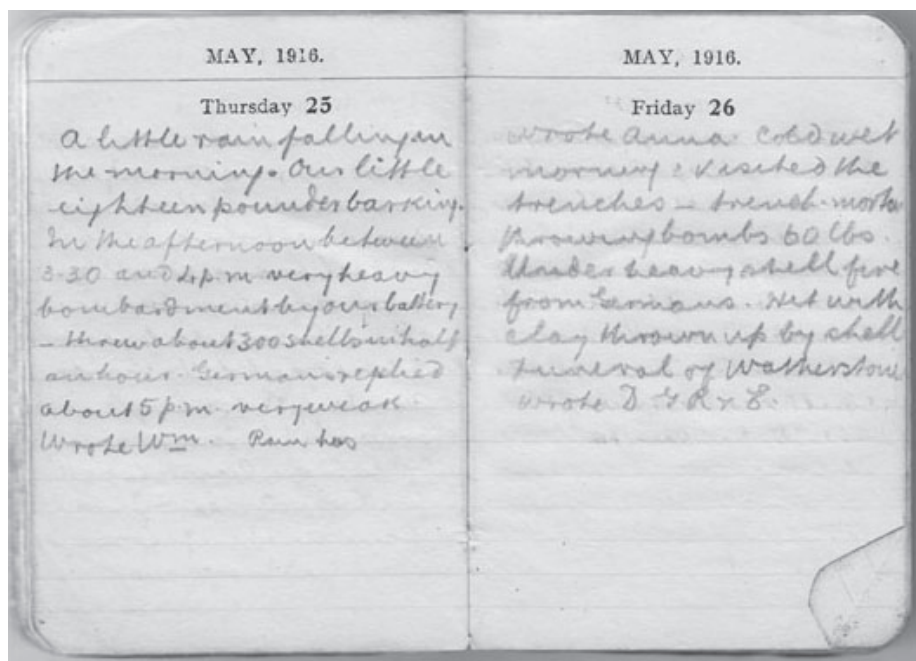 MAY, 1916.
Thursday 25
A little rain falling in
the morning. Our little
eighteen pounder barking.
In the afternoon between
3-30 and 4 p m very heavy
bombardment by our battery
- threw about 300 shells in half
an hour. Germans replied
about 5 p.m. very weak
Wrote Wm.
MAY, 1916.
Friday 26
Wrote Anna. Cold wet
morning: Visited the
trenches - trench-mortar
throwing bombs 60 lbs.
Under heavy shell fire
from Germans. Hit with
clay thrown up by shell
Funeral of Watherstone
wrote D